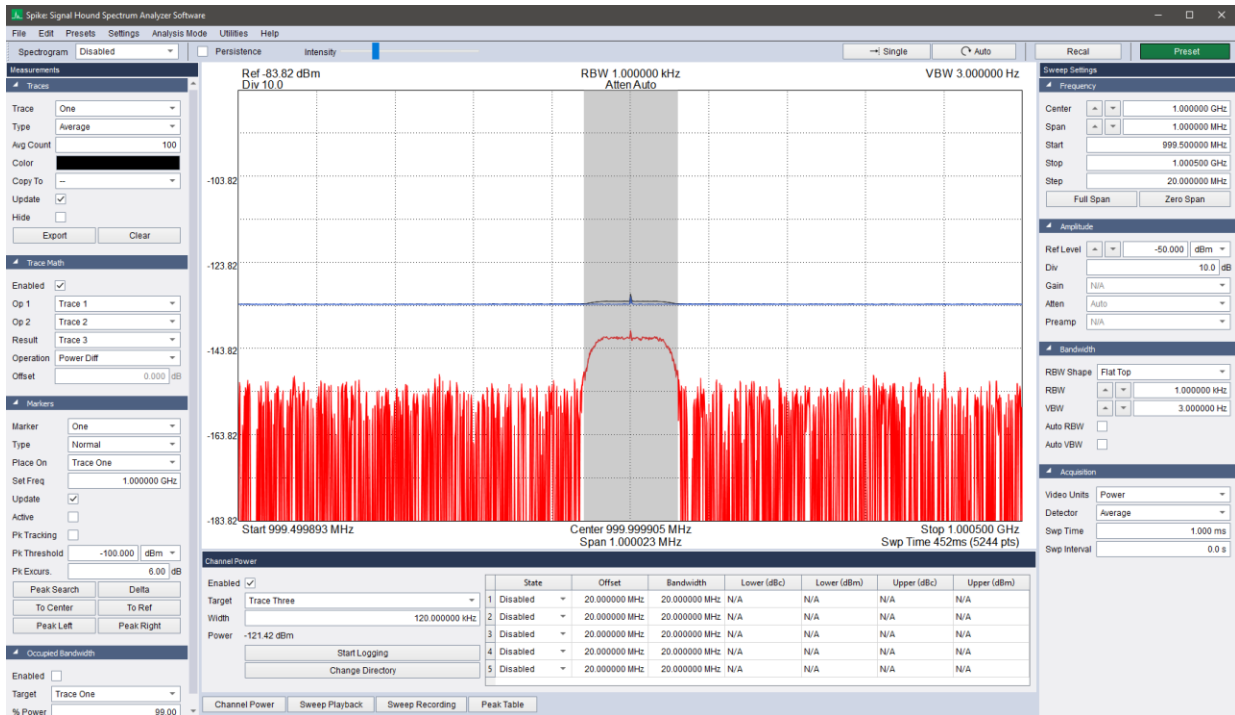 Spike: Signal Hound Spectrum Analyzer Software
File Edit Presets Settings Analysis Mode Utilities Help
Spectrogram Disabled Persistence Intensity Single Auto Recal Preset
Measurements
Traces
Trace One
Type Average
Avg Count 100
Color
Copy To --
Update
Hide
Export Clear
Trace Math
Enabled
Op 1 Trace 1
Op 2 Trace 2
Result Trace 3
Operation Power Diff
Offset 0.000 dB
Markers
Marker One
Type Normal
Place On Trace One
Set Freq 1.000000 GHz
Update
Active
Pk Tracking
Pk Threshold -100.000 dBm
Pk Excurs. 6.00 dB
Peak Search Delta
To Center To Ref
Peak Left Peak Right
Occupied Bandwidth
Enabled
Target Trace One
% Power 99.00
Ref -83.82 dBm RBW 1.000000 kHz VBW 3.000000 Hz
Div 10.0 Atten Auto
-103.82
-123.82
-143.82
-163.82
-183.82
Start 999.499893 MHz Center 999.999905 MHz Stop 1.000500 GHz
Span 1.000023 MHz Swp Time 452ms (5244 pts)
Channel Power
Enabled
Target Trace Three
Width 120.000000 kHz
Power -121.42 dBm
Start Logging
Change Directory
State Offset Bandwidth Lower (dBc) Lower (dBm) Upper (dBc) Upper (dBm)
1 Disabled 20.000000 MHz 20.000000 MHz N/A N/A N/A N/A
2 Disabled 20.000000 MHz 20.000000 MHz N/A N/A N/A N/A
3 Disabled 20.000000 MHz 20.000000 MHz N/A N/A N/A N/A
4 Disabled 20.000000 MHz 20.000000 MHz N/A N/A N/A N/A
5 Disabled 20.000000 MHz 20.000000 MHz N/A N/A N/A N/A
Channel Power Sweep Playback Sweep Recording Peak Table
Sweep Settings
Frequency
Center 1.000000 GHz
Span 1.000000 MHz
Start 999.500000 MHz
Stop 1.000500 GHz
Step 20.000000 MHz
Full Span Zero Span
Amplitude
Ref Level -50.000 dBm
Div 10.0 dB
Gain N/A
Atten Auto
Preamp N/A
Bandwidth
RBW Shape Flat Top
RBW 1.000000 kHz
VBW 3.000000 Hz
Auto RBW
Auto VBW
Acquisition
Video Units Power
Detector Average
Swp Time 1.000 ms
Swp Interval 0.0 s